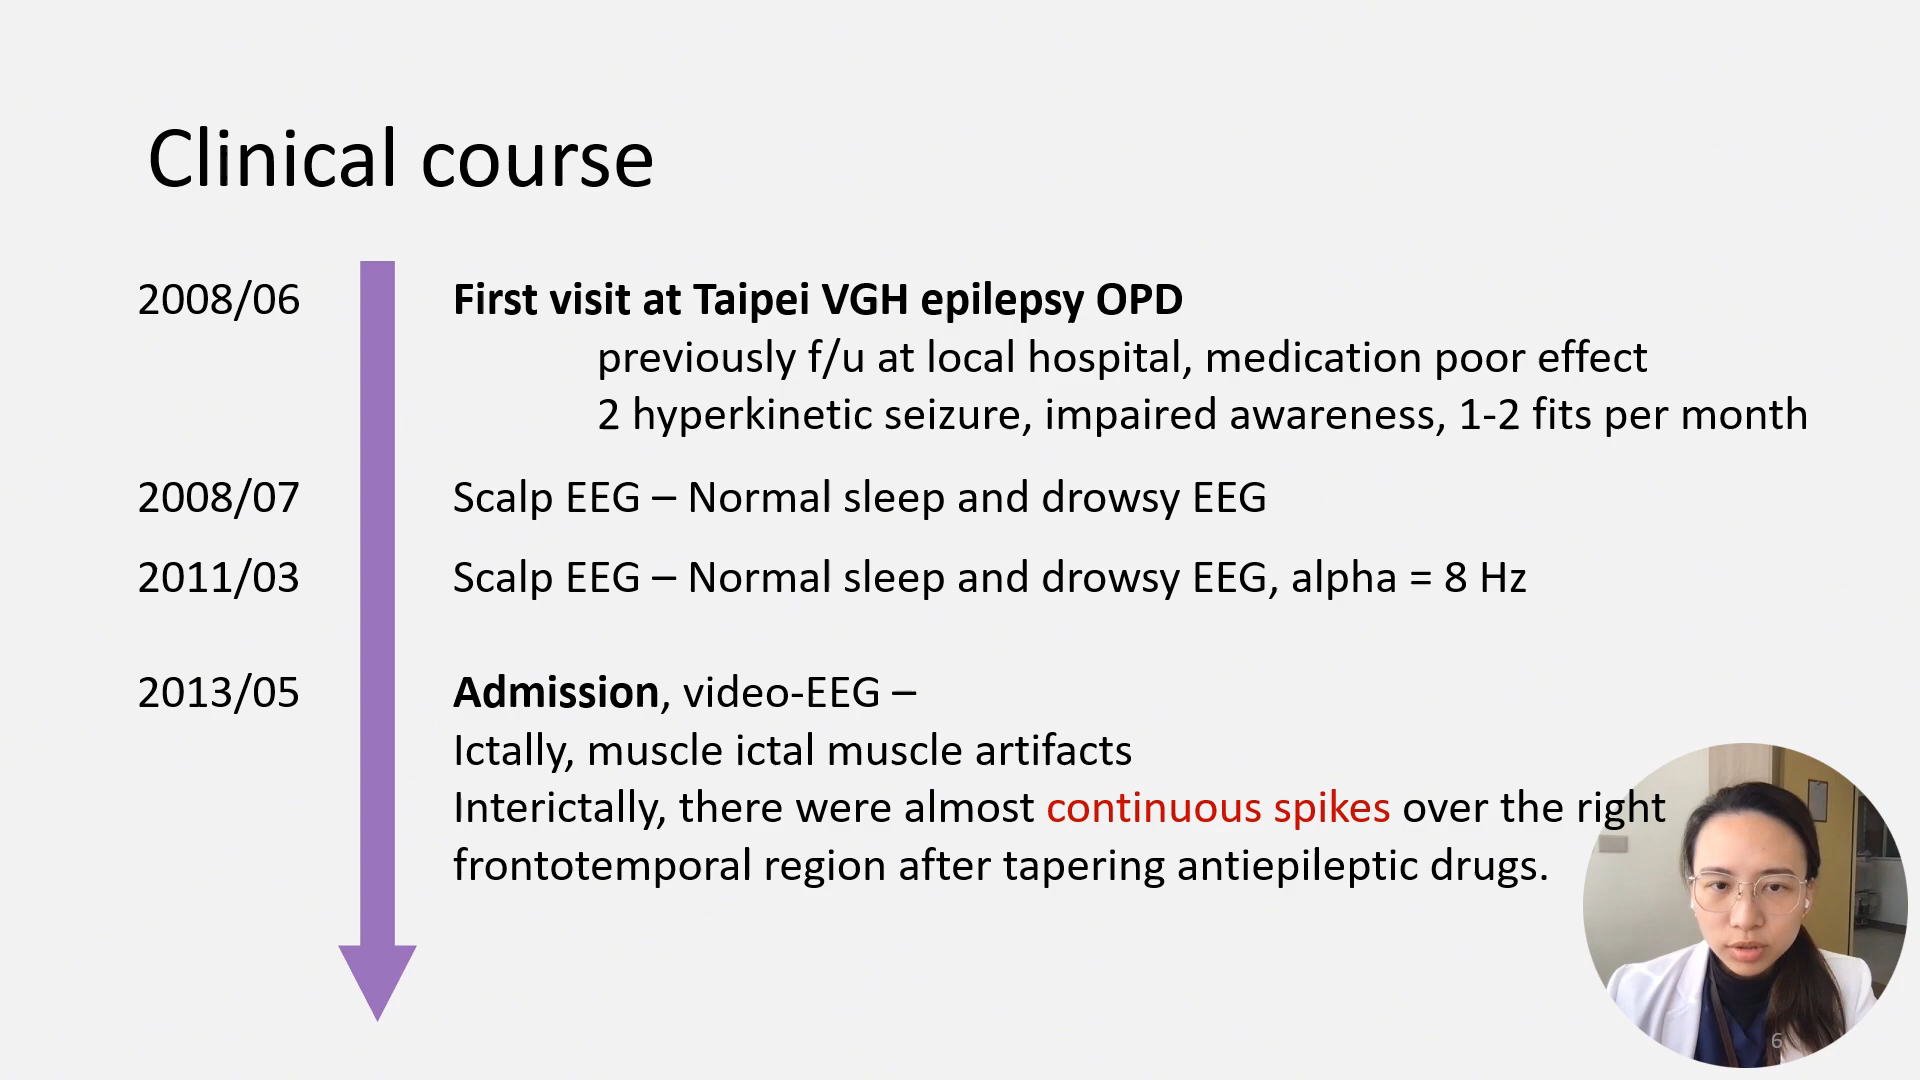 Clinical course
2008/06 First visit at Taipei VGH epilepsy OPD
previously f/u at local hospital, medication poor effect
2 hyperkinetic seizure, impaired awareness, 1-2 fits per month
2008/07 Scalp EEG – Normal sleep and drowsy EEG
2011/03 Scalp EEG – Normal sleep and drowsy EEG, alpha = 8 Hz
2013/05 Admission, video-EEG –
Ictally, muscle ictal muscle artifacts
Interictally, there were almost continuous spikes over the right
frontotemporal region after tapering antiepileptic drugs.
6